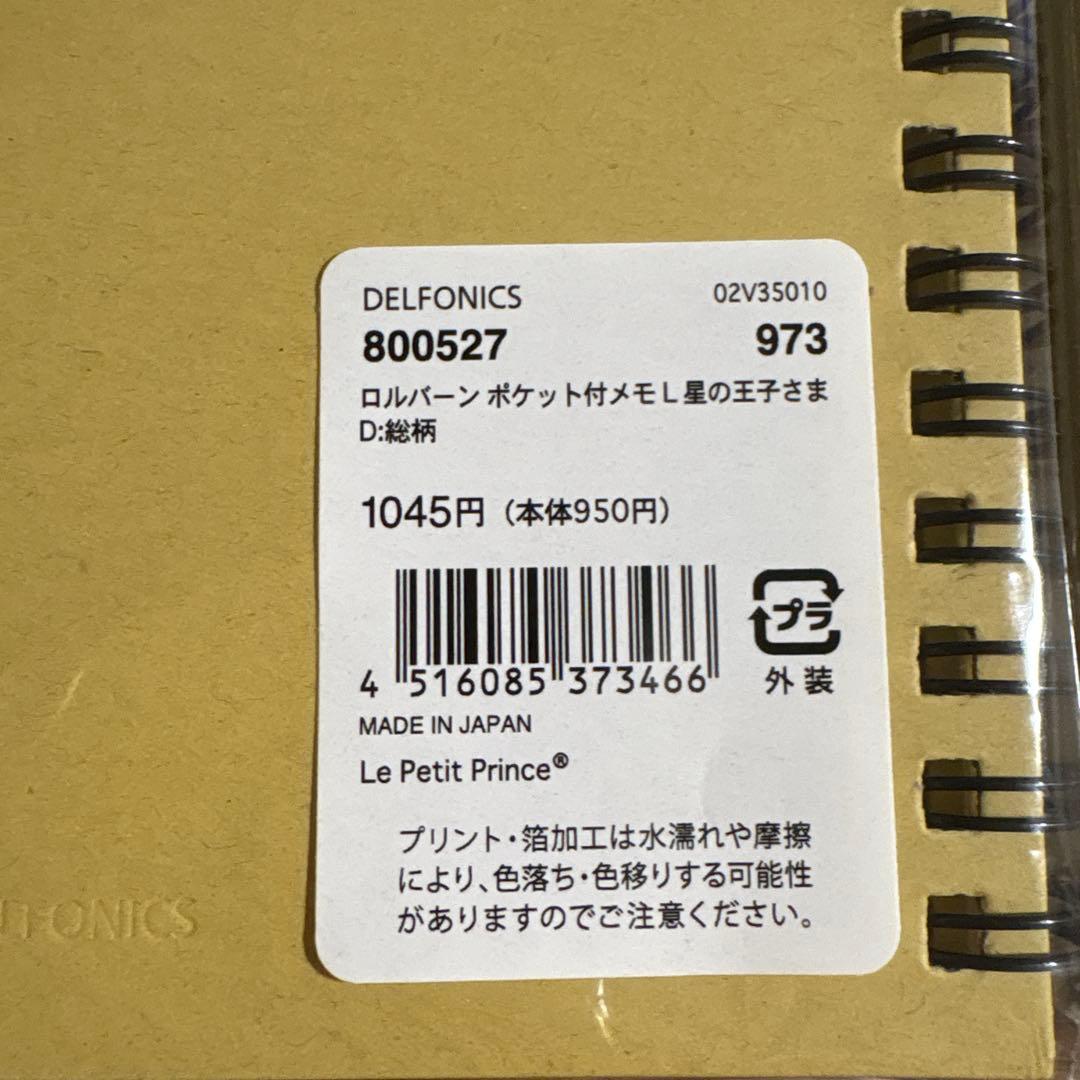 DELFONICS 02V35010
800527 973
ロルバーン ポケット付メモL 星の王子さま
D:総柄
1045円（本体950円）
プラ
4 516085 373466
外装
MADE IN JAPAN
Le Petit Prince®
プリント・箔加工は水濡れや摩擦
により、色落ち・色移りする可能性
がありますのでご注意ください。
LFONICS